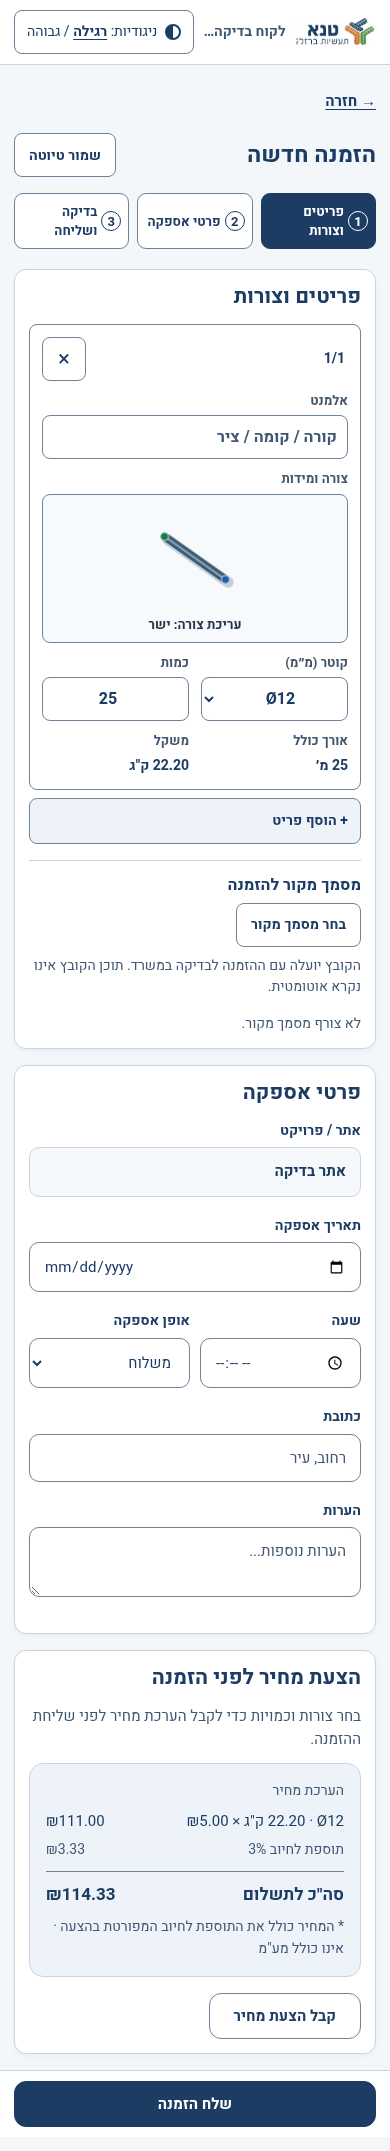 טנא
תעשיות ברזל
לקוח בדיקה...
ניגודיות: רגילה / גבוהה
→ חזרה
הזמנה חדשה
שמור טיוטה
1 פריטים וצורות
2 פרטי אספקה
3 בדיקה ושליחה
פריטים וצורות
1/1
×
אלמנט
קורה / קומה / ציר
צורה ומידות
עריכת צורה: ישר
קוטר (מ״מ)
כמות
Ø12
25
אורך כולל
משקל
25 מ׳
22.20 ק"ג
+ הוסף פריט
מסמך מקור להזמנה
בחר מסמך מקור
הקובץ יועלה עם ההזמנה לבדיקה במשרד. תוכן הקובץ אינו
נקרא אוטומטית.
לא צורף מסמך מקור.
פרטי אספקה
אתר / פרויקט
אתר בדיקה
תאריך אספקה
mm/dd/yyyy
שעה
אופן אספקה
--:-- --
משלוח
כתובת
רחוב, עיר
הערות
הערות נוספות...
הצעת מחיר לפני הזמנה
בחר צורות וכמויות כדי לקבל הערכת מחיר לפני שליחת
ההזמנה.
הערכת מחיר
Ø12 · 22.20 ק"ג × ₪5.00
₪111.00
תוספת לחיוב 3%
₪3.33
סה"כ לתשלום
₪114.33
* המחיר כולל את התוספת לחיוב המפורטת בהצעה ·
אינו כולל מע"מ
קבל הצעת מחיר
שלח הזמנה